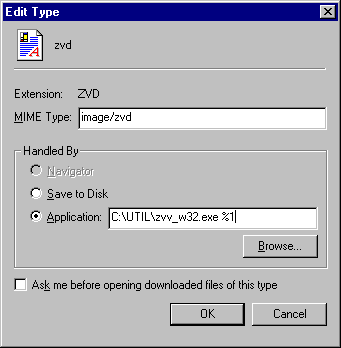 Edit Type
zvd
Extension: ZVD
MIME Type: image/zvd
Handled By
Navigator
Save to Disk
Application: C:\UTIL\zvv_w32.exe %1
Browse...
Ask me before opening downloaded files of this type
OK Cancel